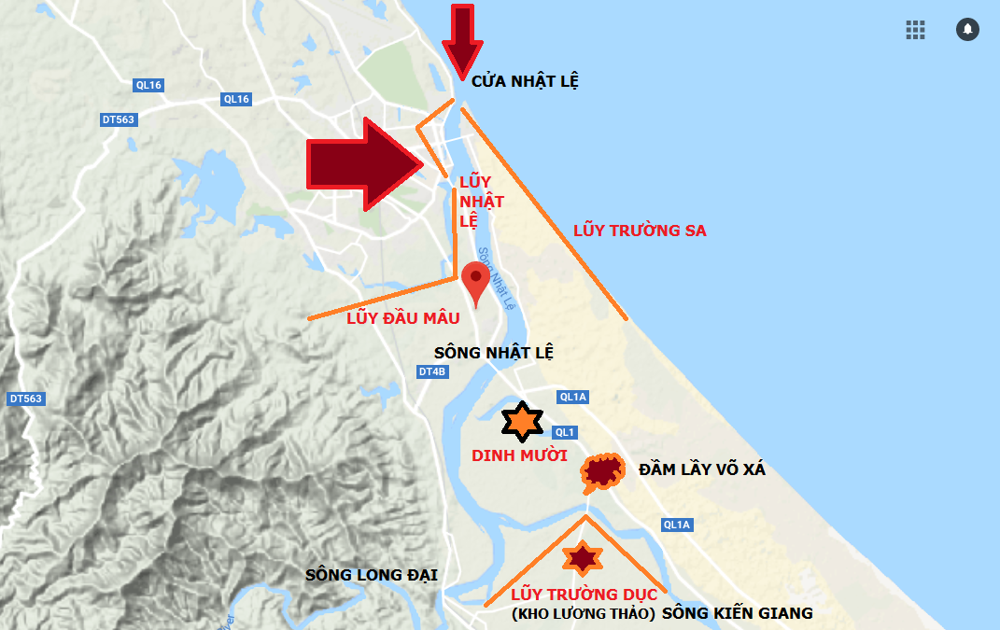 CỬA NHẬT LỆ
QL16
QL16
DT563
LŨY
NHẬT
LỆ
LŨY TRƯỜNG SA
Sông Nhật Lệ
LŨY ĐẦU MÂU
SÔNG NHẬT LỆ
DT4B
DT563
QL1A
QL1
DINH MƯỜI
ĐẦM LẦY VÕ XÁ
QL1A
SÔNG LONG ĐẠI
LŨY TRƯỜNG DỤC
(KHO LƯƠNG THẢO) SÔNG KIẾN GIANG